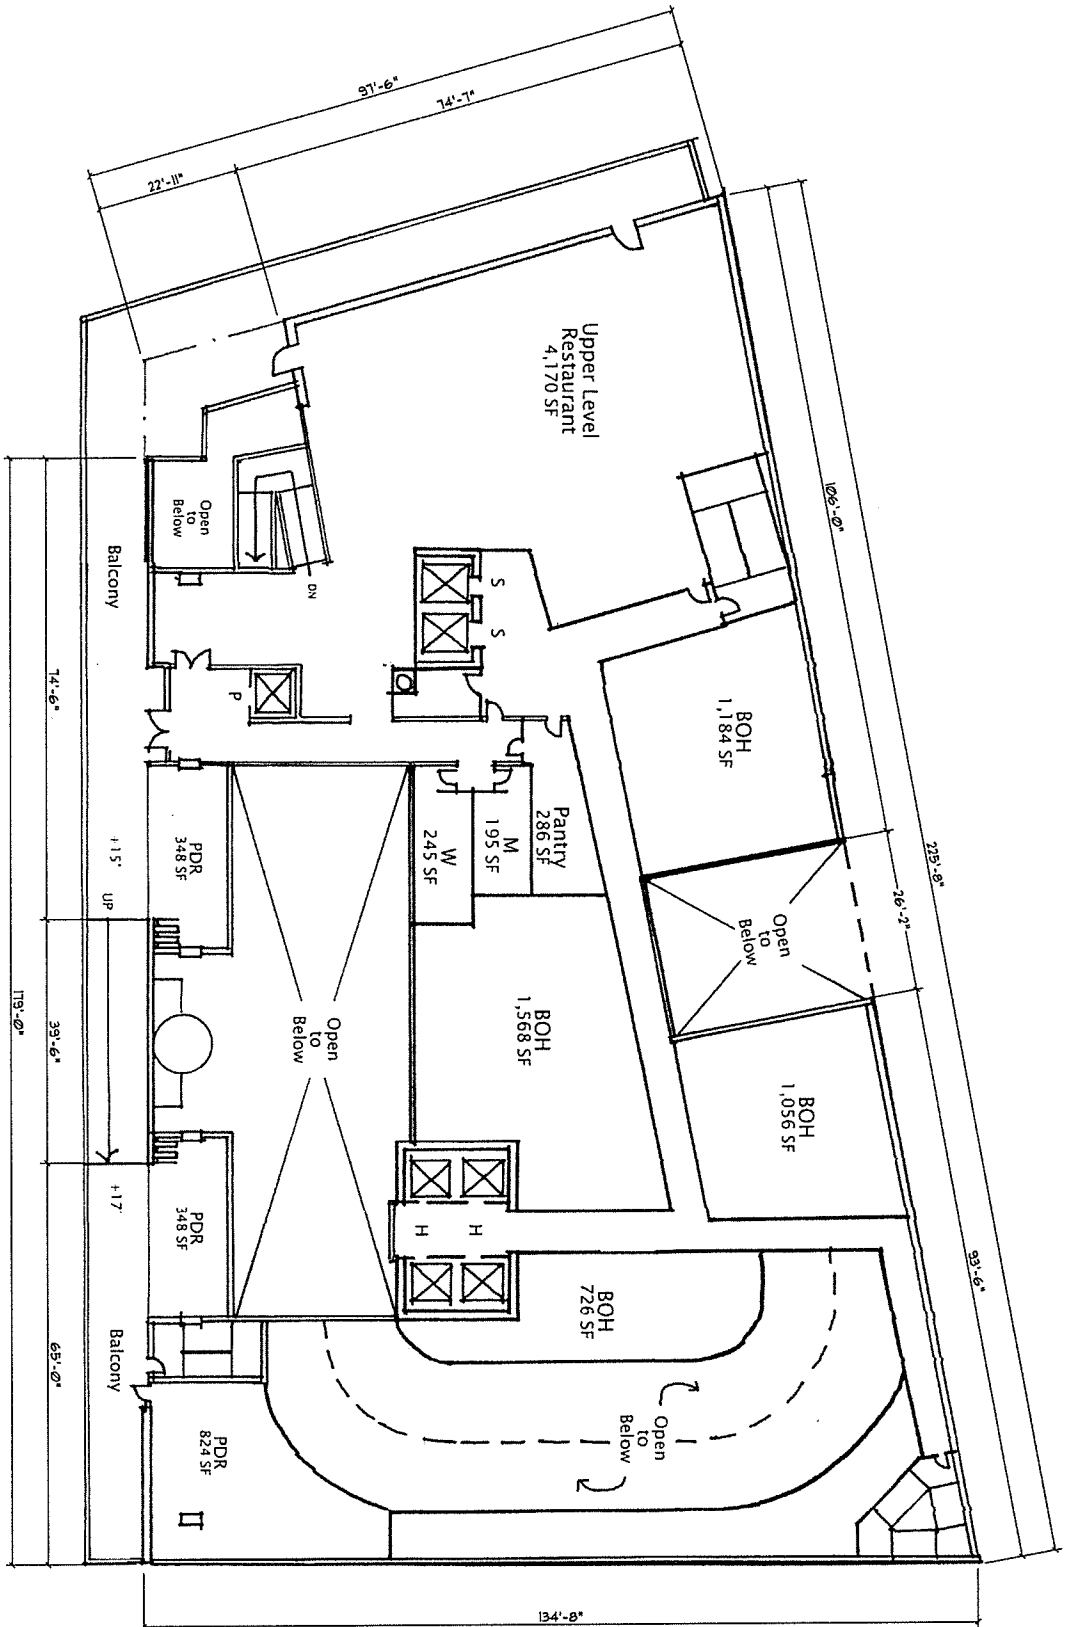 97'-6"
74'-7"
22'-11"
Upper Level
Restaurant
4,170 SF
106'-0"
225'-8"
26'-2"
93'-6"
Open
to
Below
DN
Balcony
S
S
P
BOH
1,184 SF
74'-6"
PDR
348 SF
+15'
UP
W
245 SF
M
195 SF
Pantry
286 SF
Open
to
Below
Open
to
Below
BOH
1,568 SF
BOH
1,056 SF
179'-0"
39'-6"
+17'
PDR
348 SF
H
H
BOH
726 SF
Balcony
65'-0"
PDR
824 SF
Open
to
Below
134'-8"